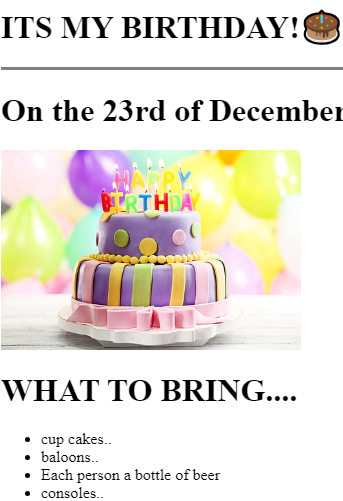 ITS MY BIRTHDAY!🎂
On the 23rd of December
HAPPY
BIRTHDAY
WHAT TO BRING....
cup cakes..
baloons..
Each person a bottle of beer
consoles..